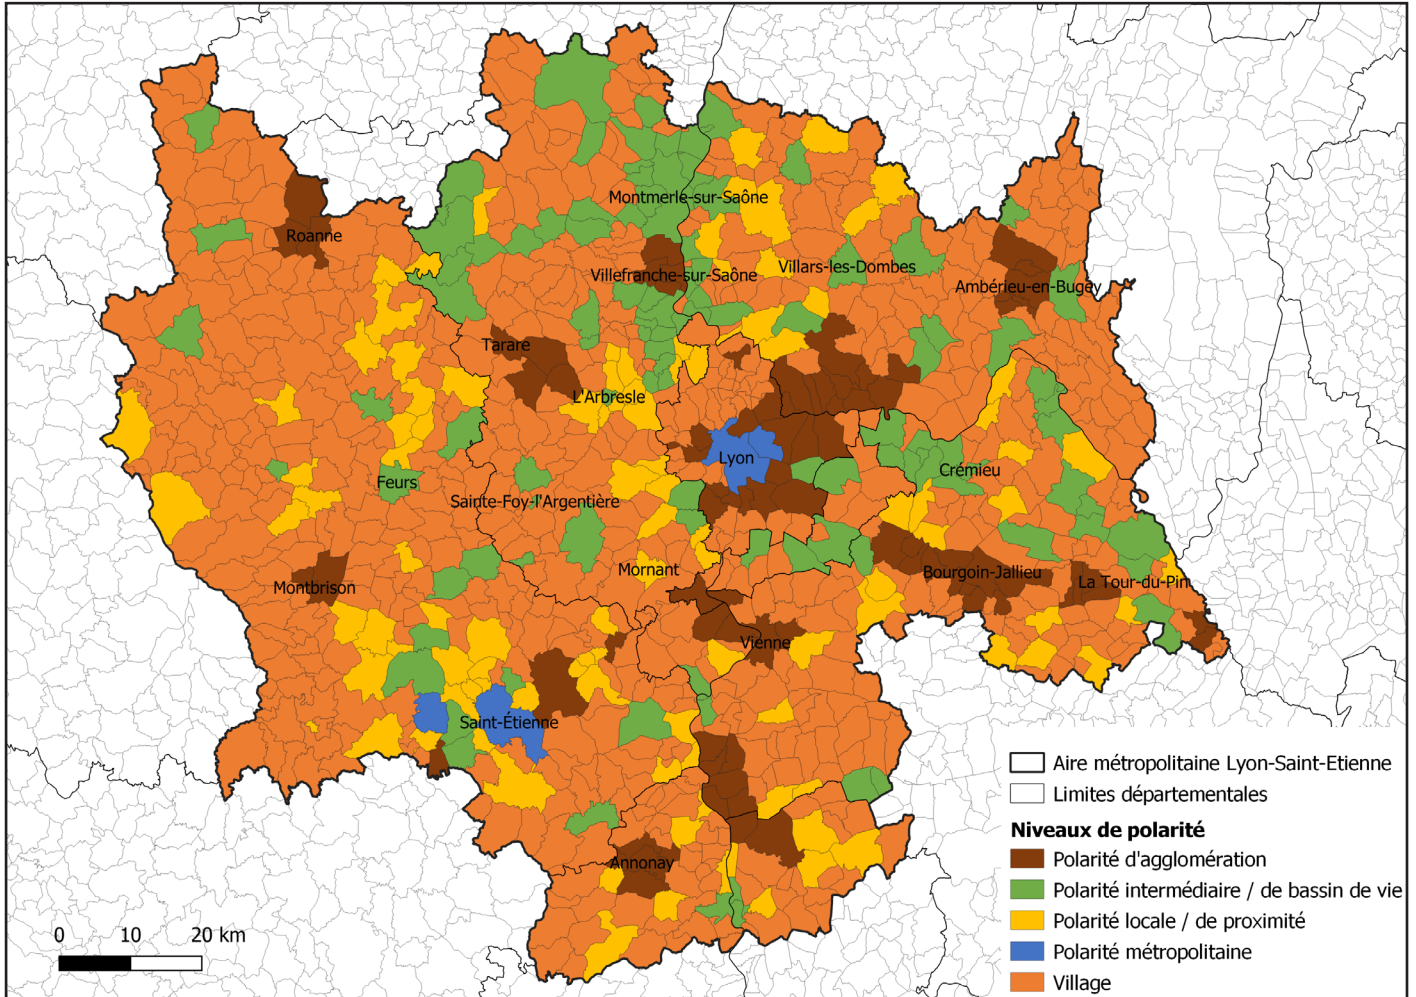 Montmerle-sur-Saône
Roanne
Villefranche-sur-Saône
Villars-les-Dombes
Ambérieu-en-Bugey
Tarare
L'Arbresle
Lyon
Crémieu
Feurs
Sainte-Foy-l'Argentière
Mornant
Bourgoin-Jallieu
La Tour-du-Pin
Montbrison
Vienne
Saint-Étienne
Annonay
Aire métropolitaine Lyon-Saint-Etienne
Limites départementales
Niveaux de polarité
Polarité d'agglomération
Polarité intermédiaire / de bassin de vie
Polarité locale / de proximité
Polarité métropolitaine
Village
0 10 20 km